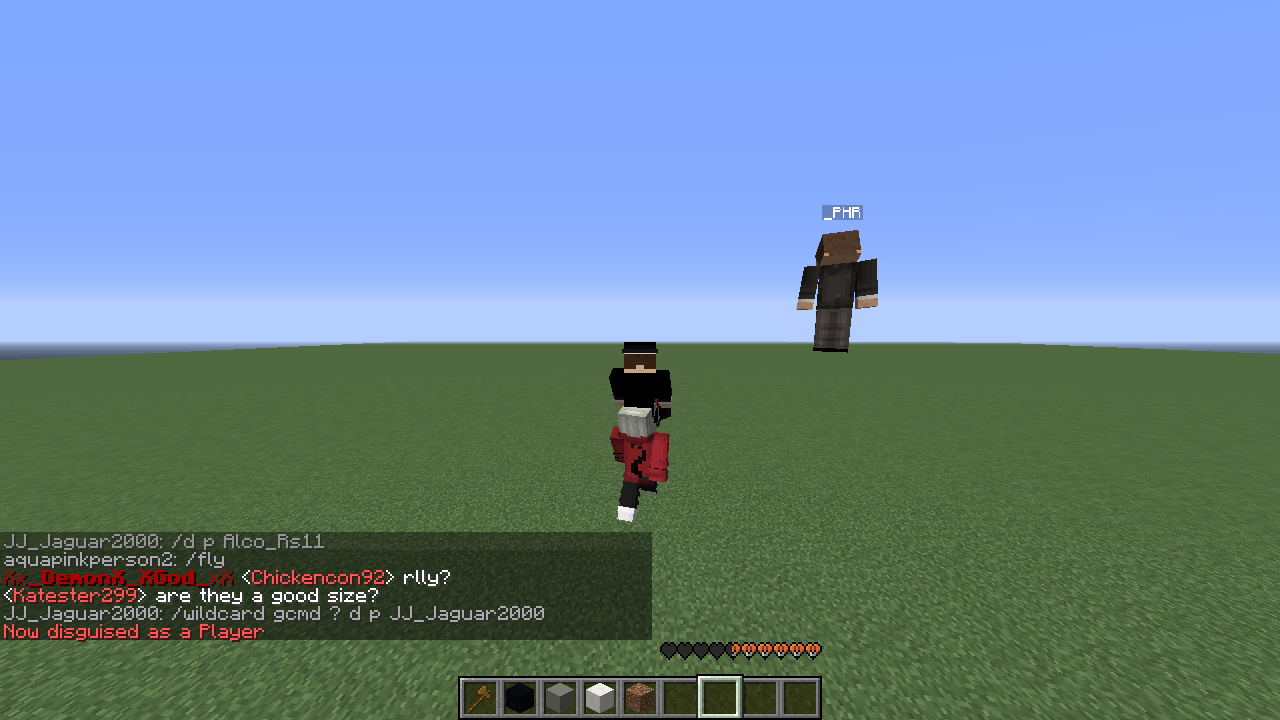 _PHR
JJ_Jaguar2000: /d p Alco_Rs11
aquapinkperson2: /fly
Xx_DemonX_XGod_xX <Chickencon92> rlly?
<Katester299> are they a good size?
JJ_Jaguar2000: /wildcard gcmd ? d p JJ_Jaguar2000
Now disguised as a Player